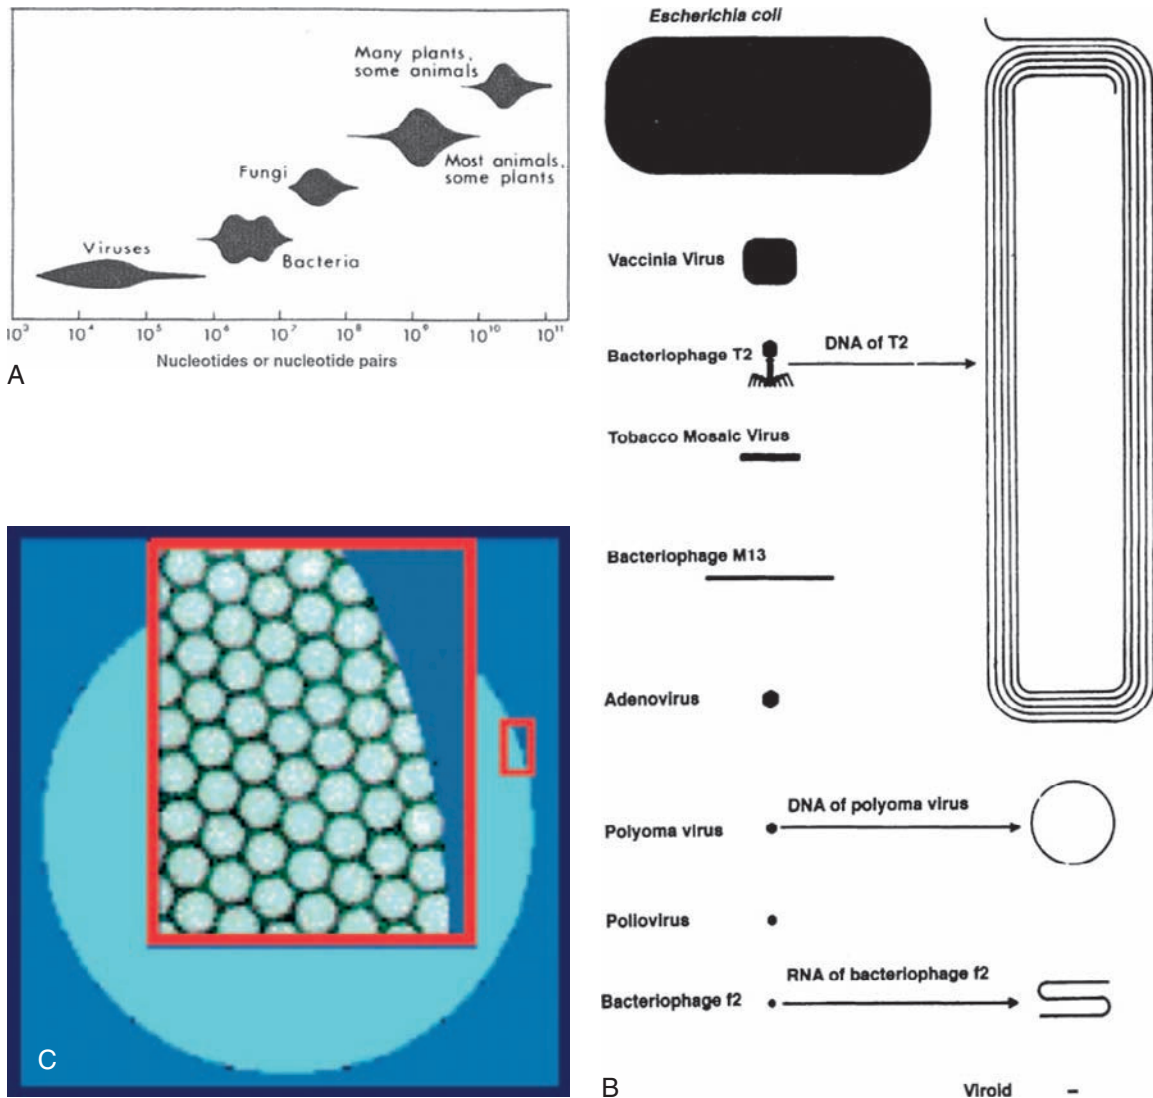 Many plants,
some animals
Most animals,
some plants
Fungi
Viruses
Bacteria
10³ 10⁴ 10⁵ 10⁶ 10⁷ 10⁸ 10⁹ 10¹⁰ 10¹¹
Nucleotides or nucleotide pairs
A
Escherichia coli
Vaccinia Virus
Bacteriophage T2
DNA of T2
Tobacco Mosaic Virus
Bacteriophage M13
Adenovirus
Polyoma virus
DNA of polyoma virus
Poliovirus
Bacteriophage f2
RNA of bacteriophage f2
Viroid
B
C